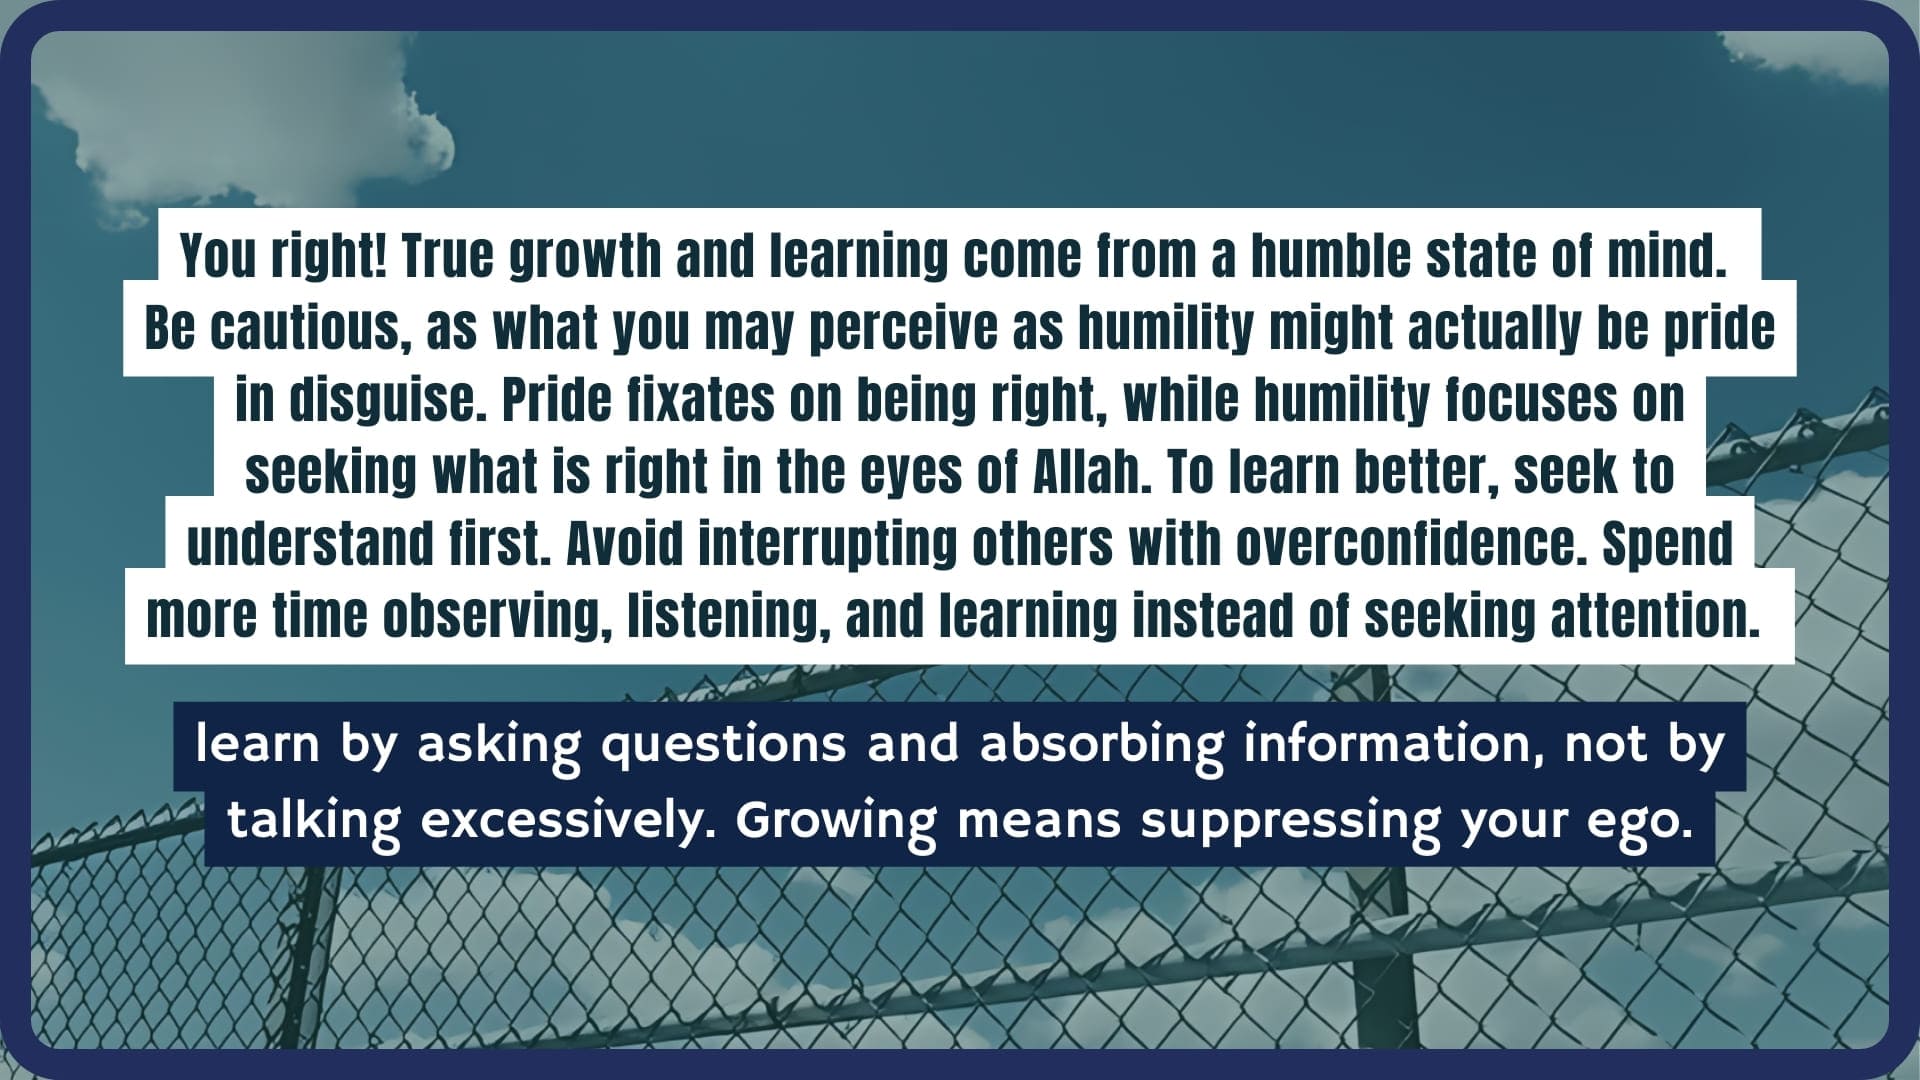 You right! True growth and learning come from a humble state of mind.
Be cautious, as what you may perceive as humility might actually be pride
in disguise. Pride fixates on being right, while humility focuses on
seeking what is right in the eyes of Allah. To learn better, seek to
understand first. Avoid interrupting others with overconfidence. Spend
more time observing, listening, and learning instead of seeking attention.
learn by asking questions and absorbing information, not by
talking excessively. Growing means suppressing your ego.